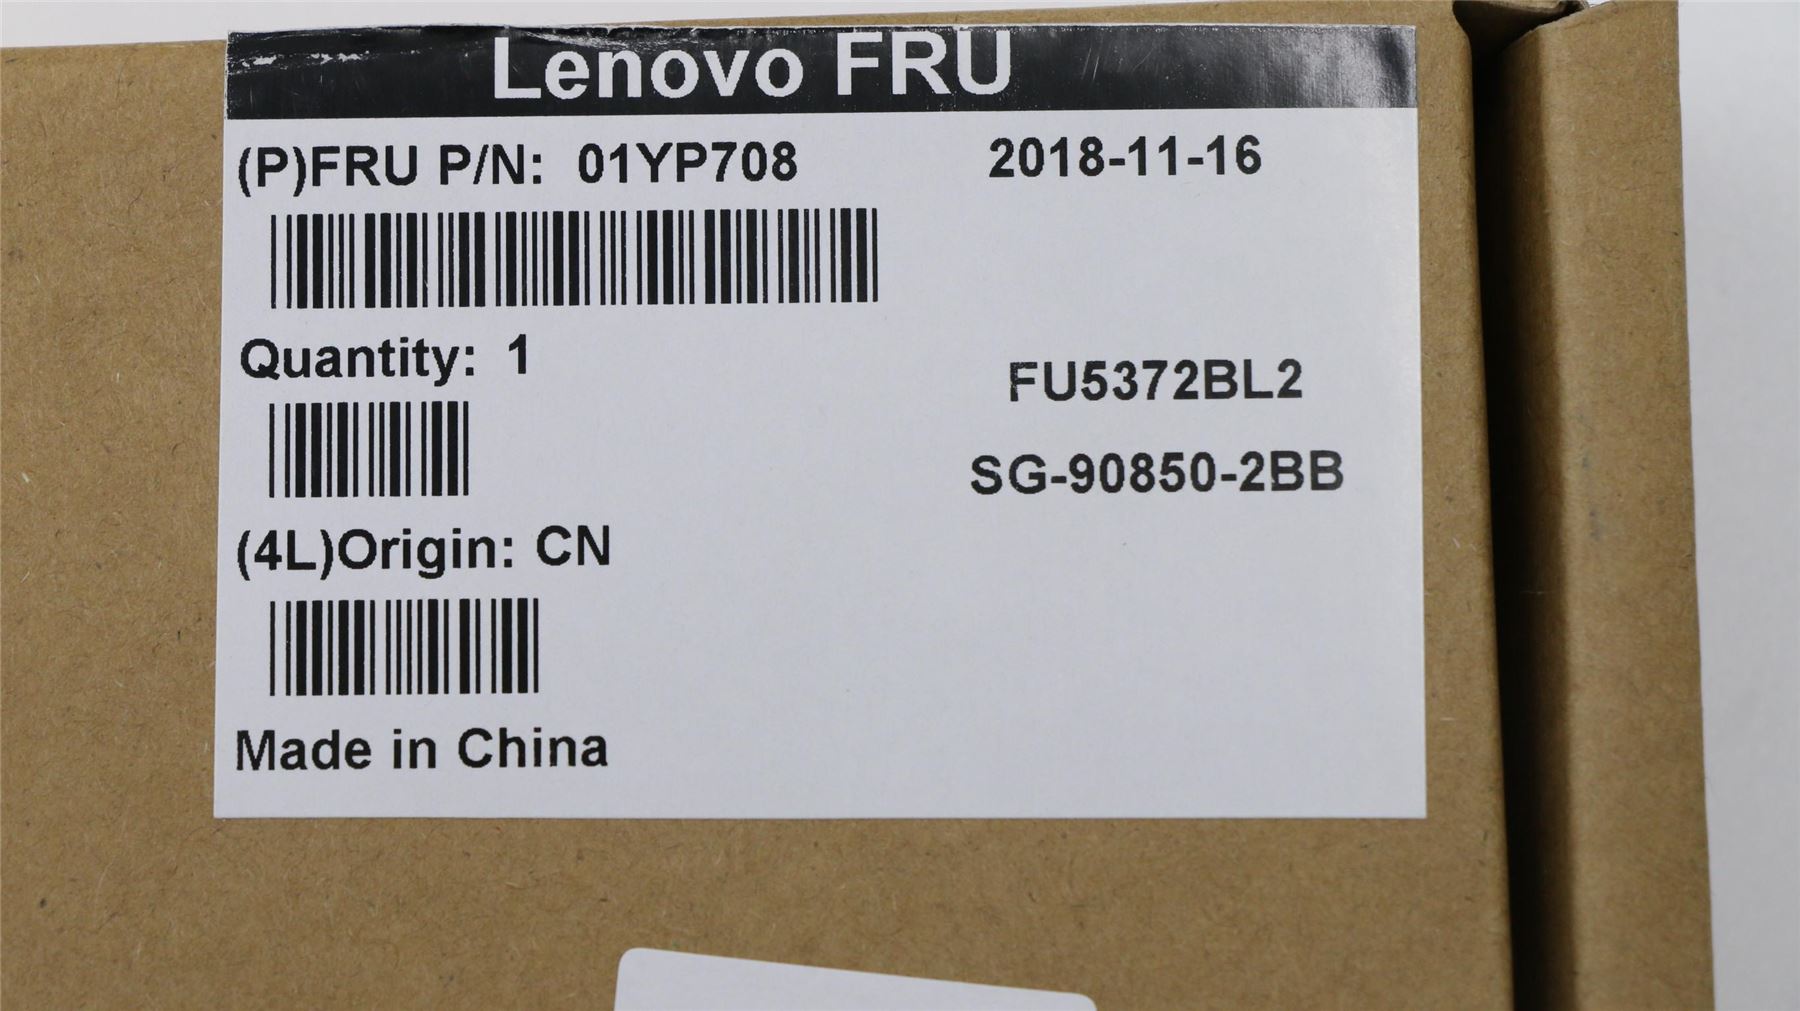 Lenovo FRU
(P)FRU P/N: 01YP708
2018-11-16
Quantity: 1
FU5372BL2
SG-90850-2BB
(4L)Origin: CN
Made in China